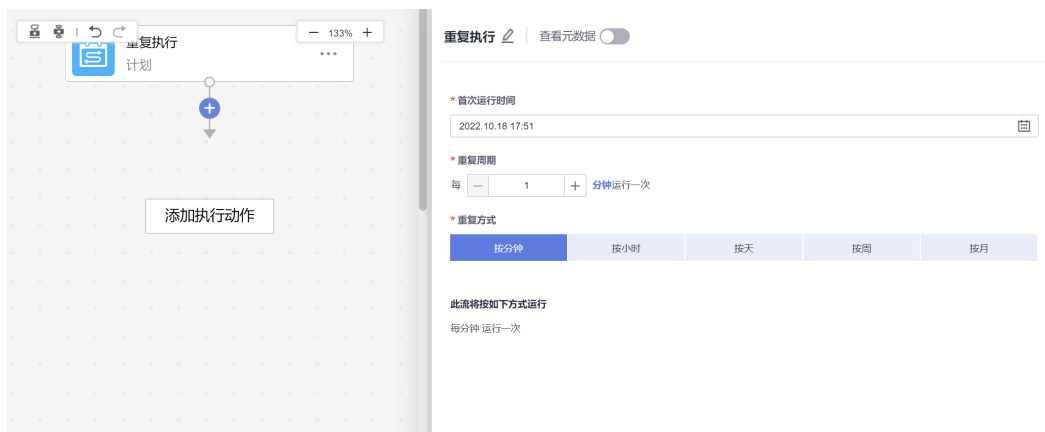 133%
重复执行
计划
添加执行动作
重复执行 查看元数据
* 首次运行时间
2022.10.18 17:51
* 重复周期
每 1 分钟运行一次
* 重复方式
按分钟 按小时 按天 按周 按月
此流将按如下方式运行
每分钟 运行一次